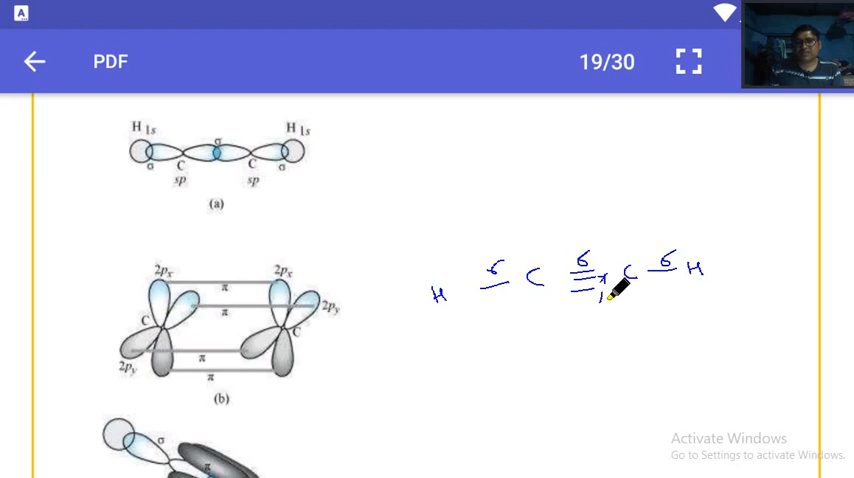 A
PDF
19/30
H 1s
H 1s
σ
σ
C
C
σ
sp
sp
(a)
2px
2px
π
π
2py
C
C
π
2py
π
(b)
H σ C σ C σ H
π
σ
π
Activate Windows
Go to Settings to activate Windows.